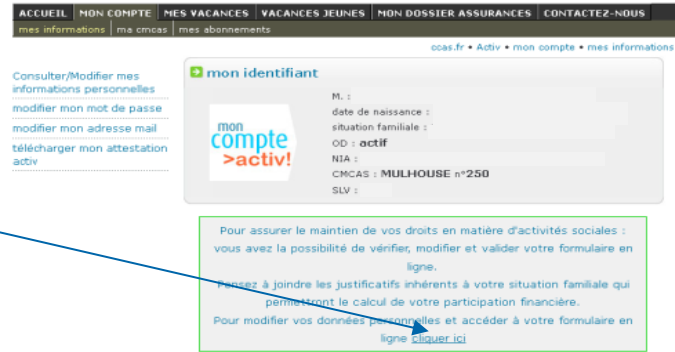 ACCUEIL MON COMPTE MES VACANCES VACANCES JEUNES MON DOSSIER ASSURANCES CONTACTEZ-NOUS
mes informations ma cmcas mes abonnements
ccas.fr • Activ • mon compte • mes informations
Consulter/Modifier mes
informations personnelles
modifier mon mot de passe
modifier mon adresse mail
télécharger mon attestation
activ
mon identifiant
mon
compte
>activ!
M. :
date de naissance :
situation familiale :
OD : actif
NIA :
CMCAS : MULHOUSE n°250
SLV :
Pour assurer le maintien de vos droits en matière d'activités sociales :
vous avez la possibilité de vérifier, modifier et valider votre formulaire en
ligne.
Pensez à joindre les justificatifs inhérents à votre situation familiale qui
permettront le calcul de votre participation financière.
Pour modifier vos données personnelles et accéder à votre formulaire en
ligne cliquer ici